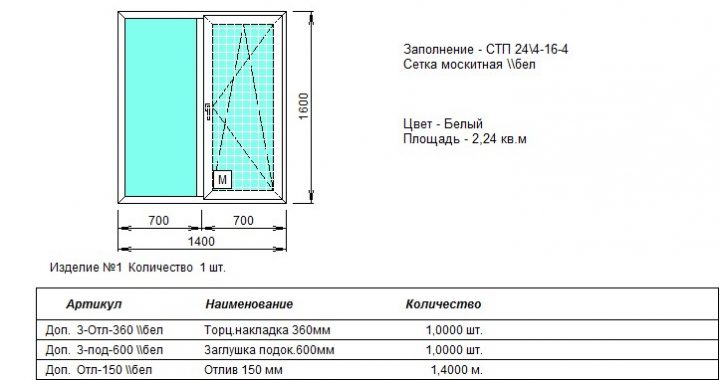 Заполнение - СТП 24\4-16-4
Сетка москитная \\бел
1600
Цвет - Белый
Площадь - 2,24 кв.м
М
700 700
1400
Изделие №1 Количество 1 шт.
Артикул Наименование Количество
Доп. 3-Отл-360 \\бел Торц.накладка 360мм 1,0000 шт.
Доп. 3-под-600 \\бел Заглушка подок.600мм 1,0000 шт.
Доп. Отл-150 \\бел Отлив 150 мм 1,4000 м.